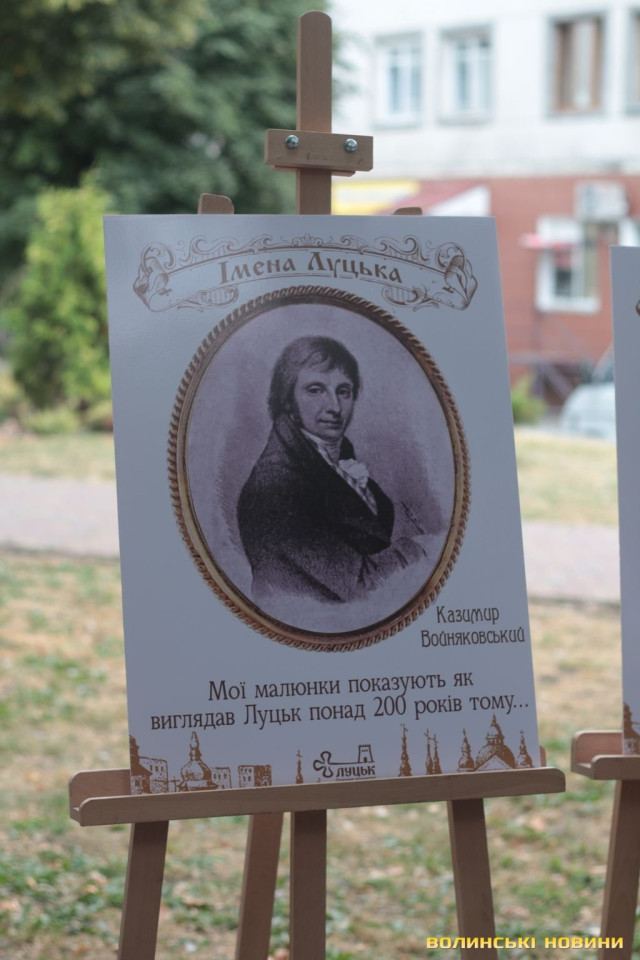 Імена Луцька
Казимир
Войняковський
Мої малюнки показують як
виглядав Луцьк понад 200 років тому...
ЛУЦЬК
ВОЛИНСЬКІ НОВИНИ